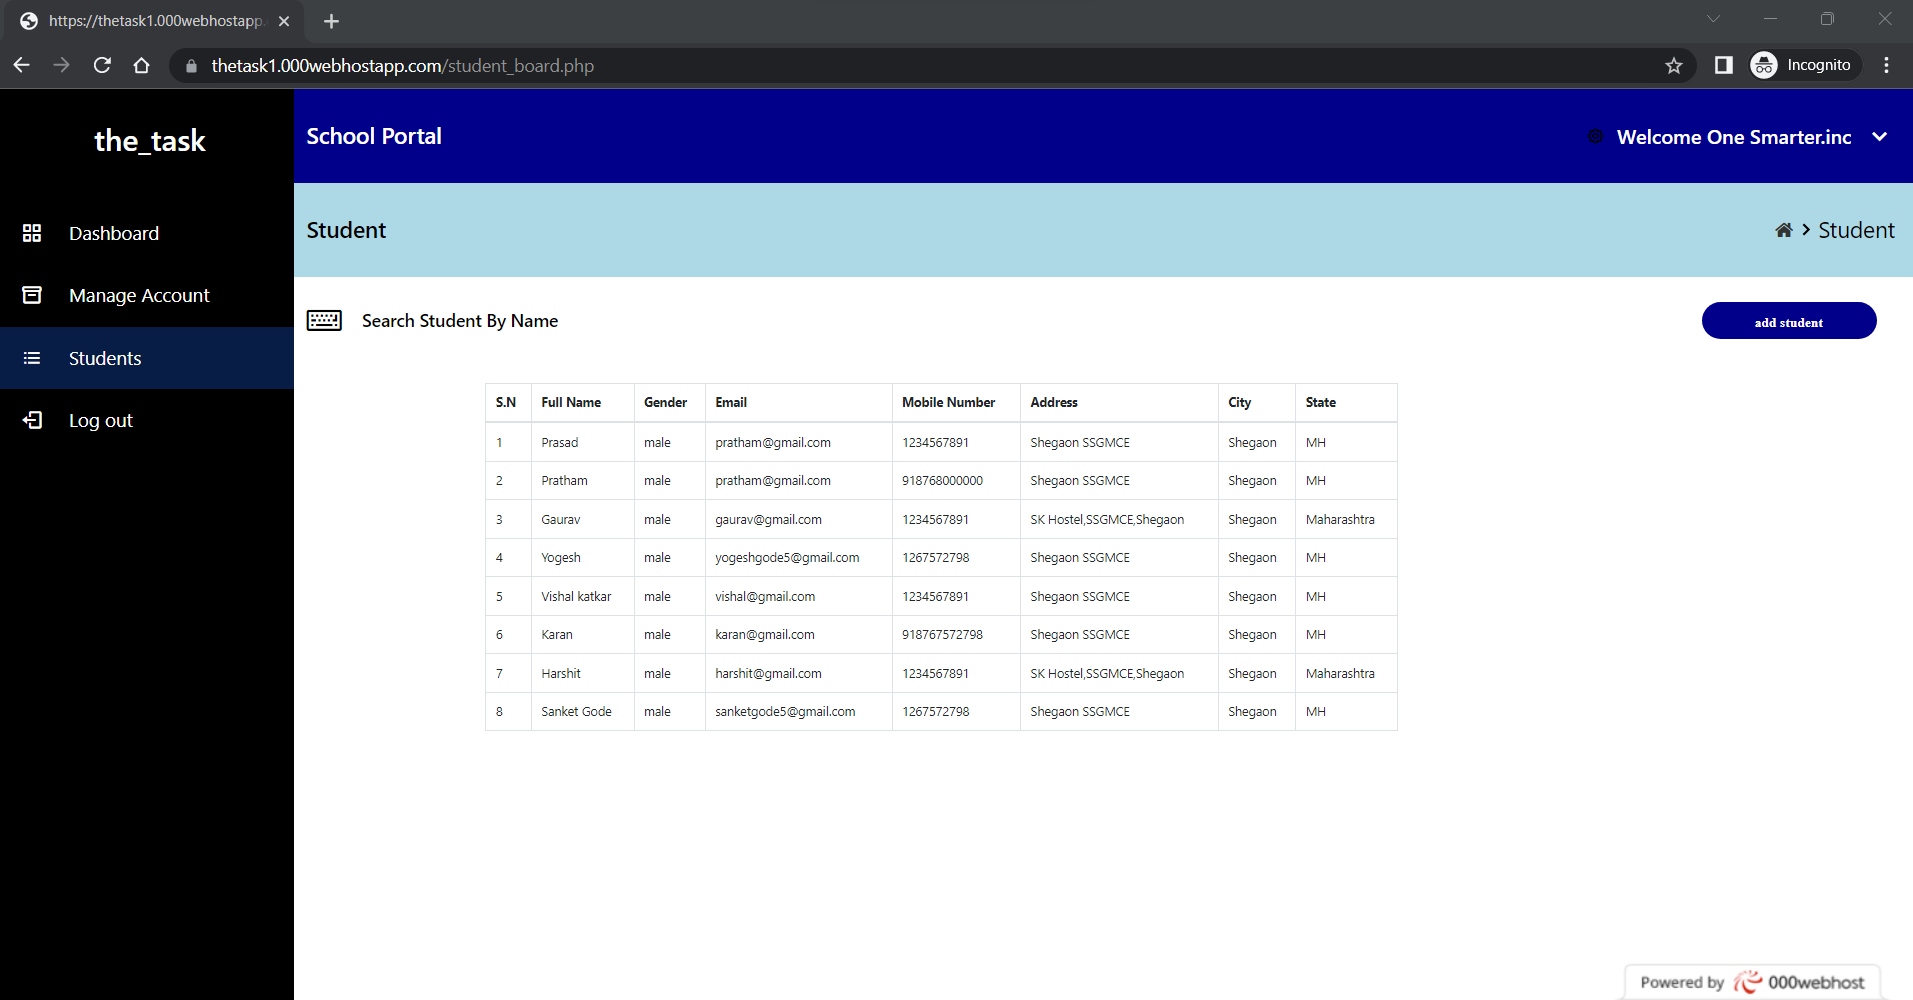 https://thetask1.000webhostapp.
thetask1.000webhostapp.com/student_board.php
Incognito
the_task
School Portal
Welcome One Smarter.inc
Dashboard
Manage Account
Students
Log out
Student
Student
Search Student By Name
add student
S.N Full Name Gender Email Mobile Number Address City State
1 Prasad male pratham@gmail.com 1234567891 Shegaon SSGMCE Shegaon MH
2 Pratham male pratham@gmail.com 918768000000 Shegaon SSGMCE Shegaon MH
3 Gaurav male gaurav@gmail.com 1234567891 SK Hostel,SSGMCE,Shegaon Shegaon Maharashtra
4 Yogesh male yogeshgode5@gmail.com 1267572798 Shegaon SSGMCE Shegaon MH
5 Vishal katkar male vishal@gmail.com 1234567891 Shegaon SSGMCE Shegaon MH
6 Karan male karan@gmail.com 918767572798 Shegaon SSGMCE Shegaon MH
7 Harshit male harshit@gmail.com 1234567891 SK Hostel,SSGMCE,Shegaon Shegaon Maharashtra
8 Sanket Gode male sanketgode5@gmail.com 1267572798 Shegaon SSGMCE Shegaon MH
Powered by 000webhost